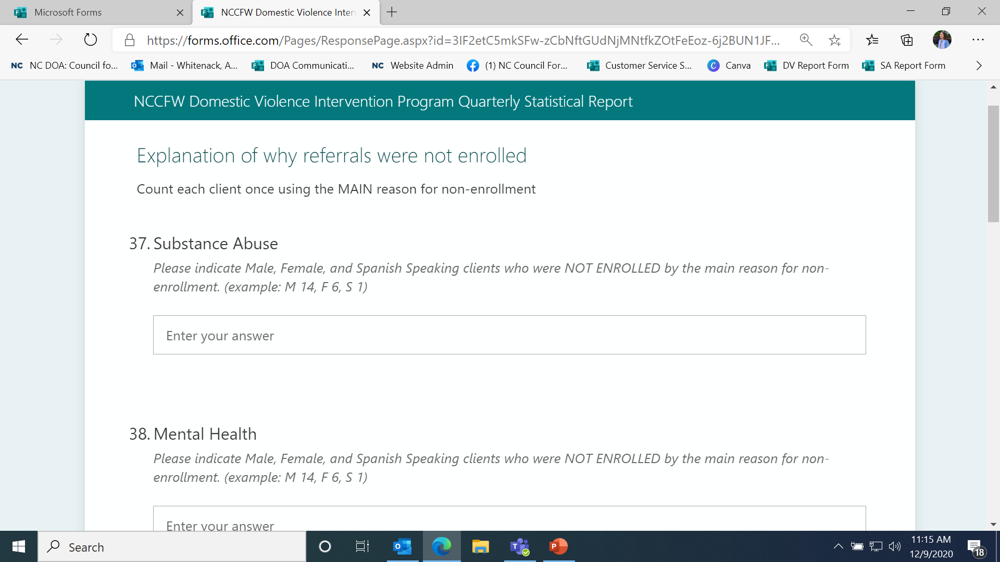 Microsoft Forms
NCCFW Domestic Violence Inter
https://forms.office.com/Pages/ResponsePage.aspx?id=3IF2etC5mkSFw-zCbNftGUdNjMNtfkZOtFeEoz-6j2BUN1JF...
NC NC DOA: Council fo...
Mail - Whitenack, A...
DOA Communicati...
NC Website Admin
(1) NC Council For...
Customer Service S...
Canva
DV Report Form
SA Report Form
NCCFW Domestic Violence Intervention Program Quarterly Statistical Report
Explanation of why referrals were not enrolled
Count each client once using the MAIN reason for non-enrollment
37. Substance Abuse
Please indicate Male, Female, and Spanish Speaking clients who were NOT ENROLLED by the main reason for non-
enrollment. (example: M 14, F 6, S 1)
Enter your answer
38. Mental Health
Please indicate Male, Female, and Spanish Speaking clients who were NOT ENROLLED by the main reason for non-
enrollment. (example: M 14, F 6, S 1)
Enter your answer
Search
11:15 AM
12/9/2020
18